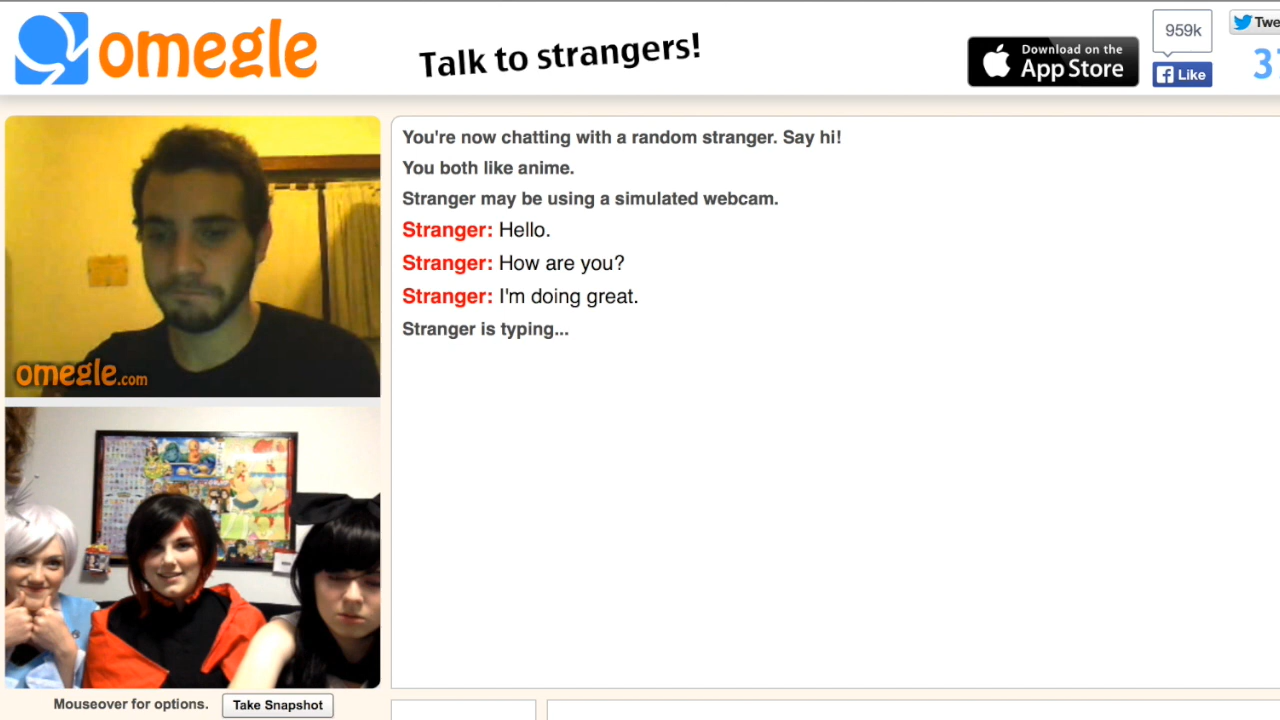 omegle
Talk to strangers!
Download on the
App Store
959k
Like
Twe
37
You're now chatting with a random stranger. Say hi!
You both like anime.
Stranger may be using a simulated webcam.
Stranger: Hello.
Stranger: How are you?
Stranger: I'm doing great.
Stranger is typing...
omegle.com
Mouseover for options.
Take Snapshot